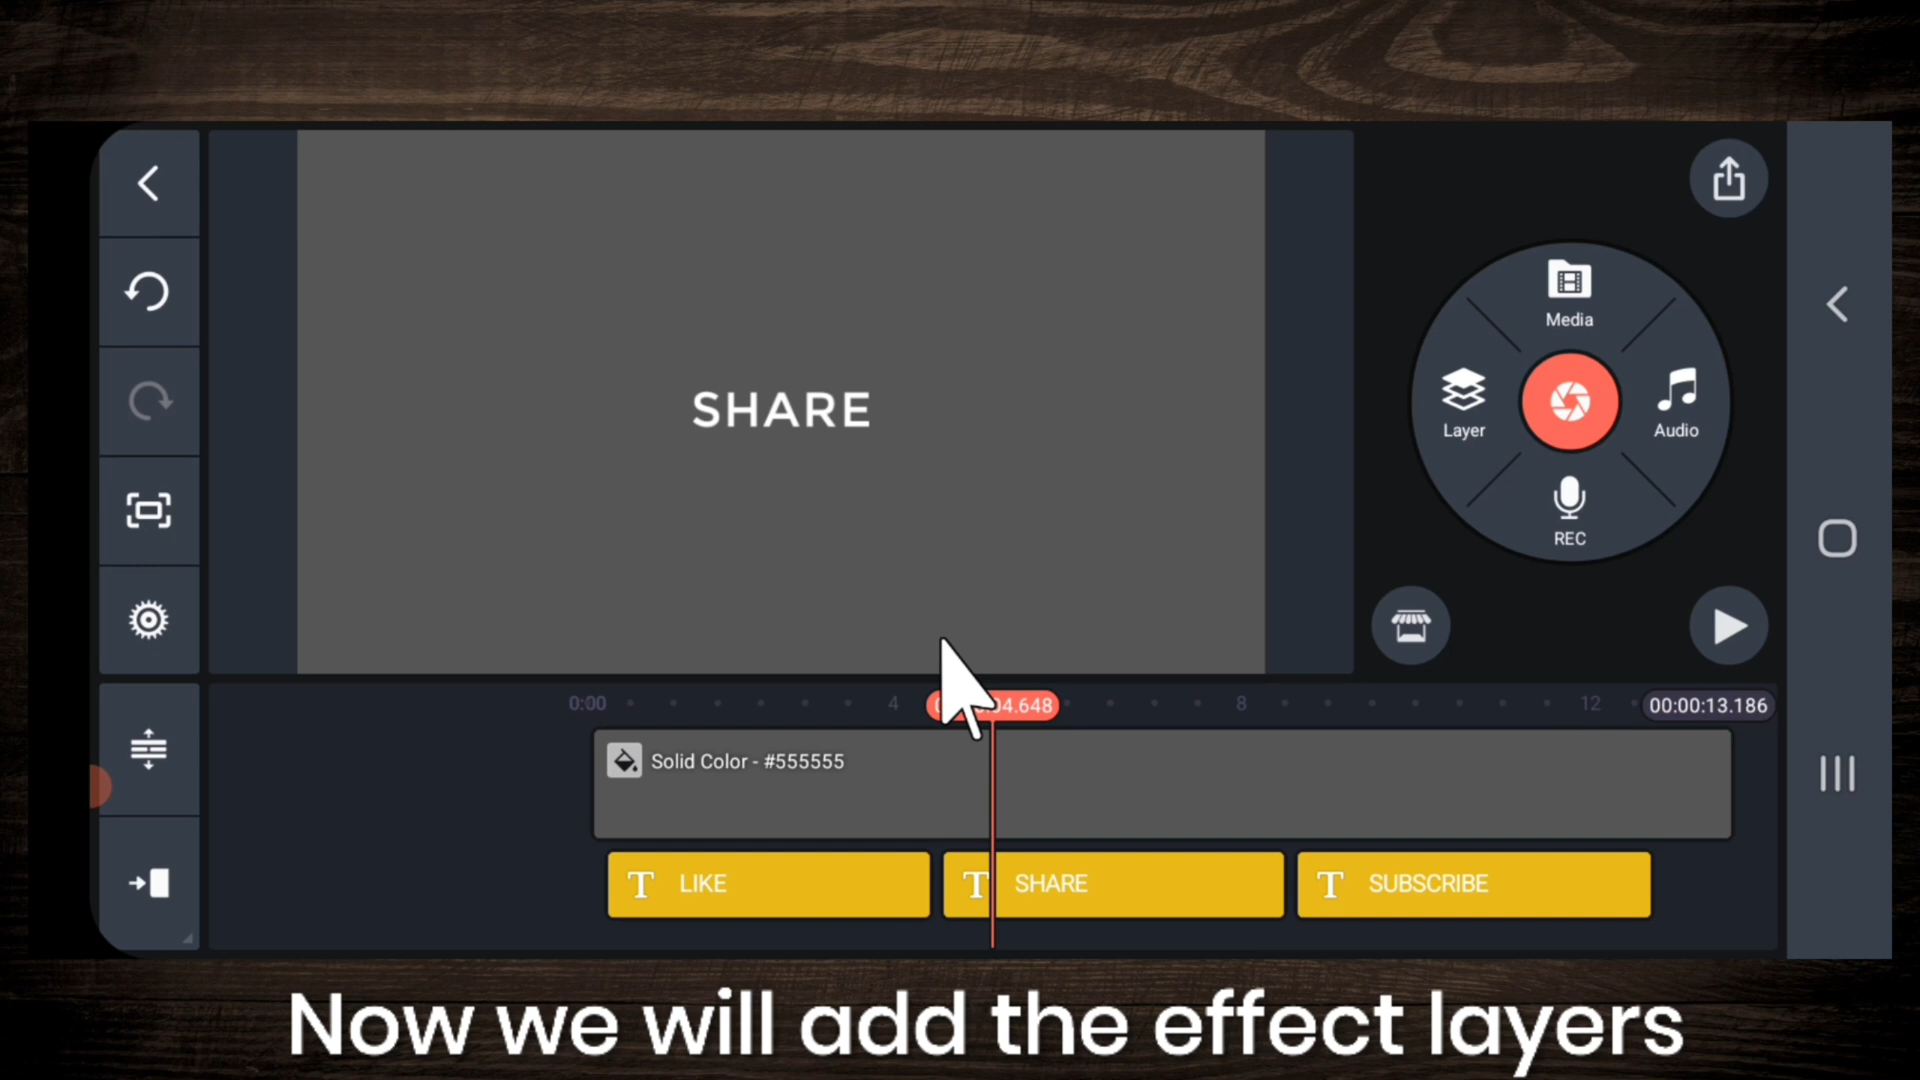 SHARE
Media
Layer
Audio
REC
0:00
4
04.648
8
12
00:00:13.186
Solid Color - #555555
T LIKE
T SHARE
T SUBSCRIBE
Now we will add the effect layers